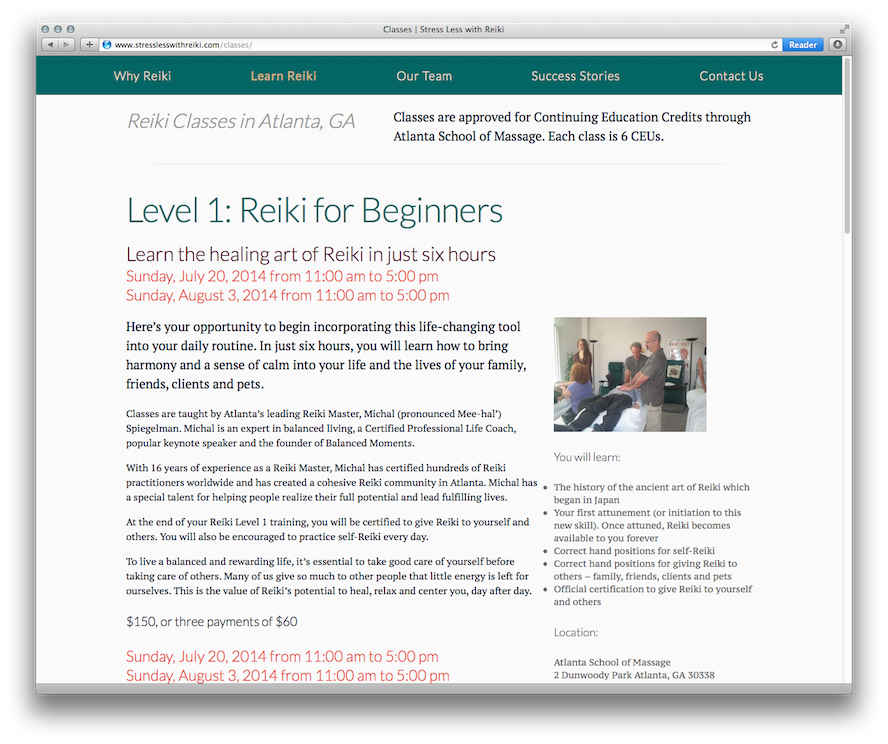 Classes | Stress Less with Reiki
www.stresslesswithreiki.com/classes/
Reader
Why Reiki
Learn Reiki
Our Team
Success Stories
Contact Us
Reiki Classes in Atlanta, GA
Classes are approved for Continuing Education Credits through
Atlanta School of Massage. Each class is 6 CEUs.
Level 1: Reiki for Beginners
Learn the healing art of Reiki in just six hours
Sunday, July 20, 2014 from 11:00 am to 5:00 pm
Sunday, August 3, 2014 from 11:00 am to 5:00 pm
Here's your opportunity to begin incorporating this life-changing tool
into your daily routine. In just six hours, you will learn how to bring
harmony and a sense of calm into your life and the lives of your family,
friends, clients and pets.
Classes are taught by Atlanta's leading Reiki Master, Michal (pronounced Mee-hal')
Spiegelman. Michal is an expert in balanced living, a Certified Professional Life Coach,
popular keynote speaker and the founder of Balanced Moments.
With 16 years of experience as a Reiki Master, Michal has certified hundreds of Reiki
practitioners worldwide and has created a cohesive Reiki community in Atlanta. Michal has
a special talent for helping people realize their full potential and lead fulfilling lives.
At the end of your Reiki Level 1 training, you will be certified to give Reiki to yourself and
others. You will also be encouraged to practice self-Reiki every day.
To live a balanced and rewarding life, it's essential to take good care of yourself before
taking care of others. Many of us give so much to other people that little energy is left for
ourselves. This is the value of Reiki's potential to heal, relax and center you, day after day.
$150, or three payments of $60
Sunday, July 20, 2014 from 11:00 am to 5:00 pm
Sunday, August 3, 2014 from 11:00 am to 5:00 pm
You will learn:
• The history of the ancient art of Reiki which
began in Japan
• Your first attunement (or initiation to this
new skill). Once attuned, Reiki becomes
available to you forever
• Correct hand positions for self-Reiki
• Correct hand positions for giving Reiki to
others – family, friends, clients and pets
• Official certification to give Reiki to yourself
and others
Location:
Atlanta School of Massage
2 Dunwoody Park Atlanta, GA 30338